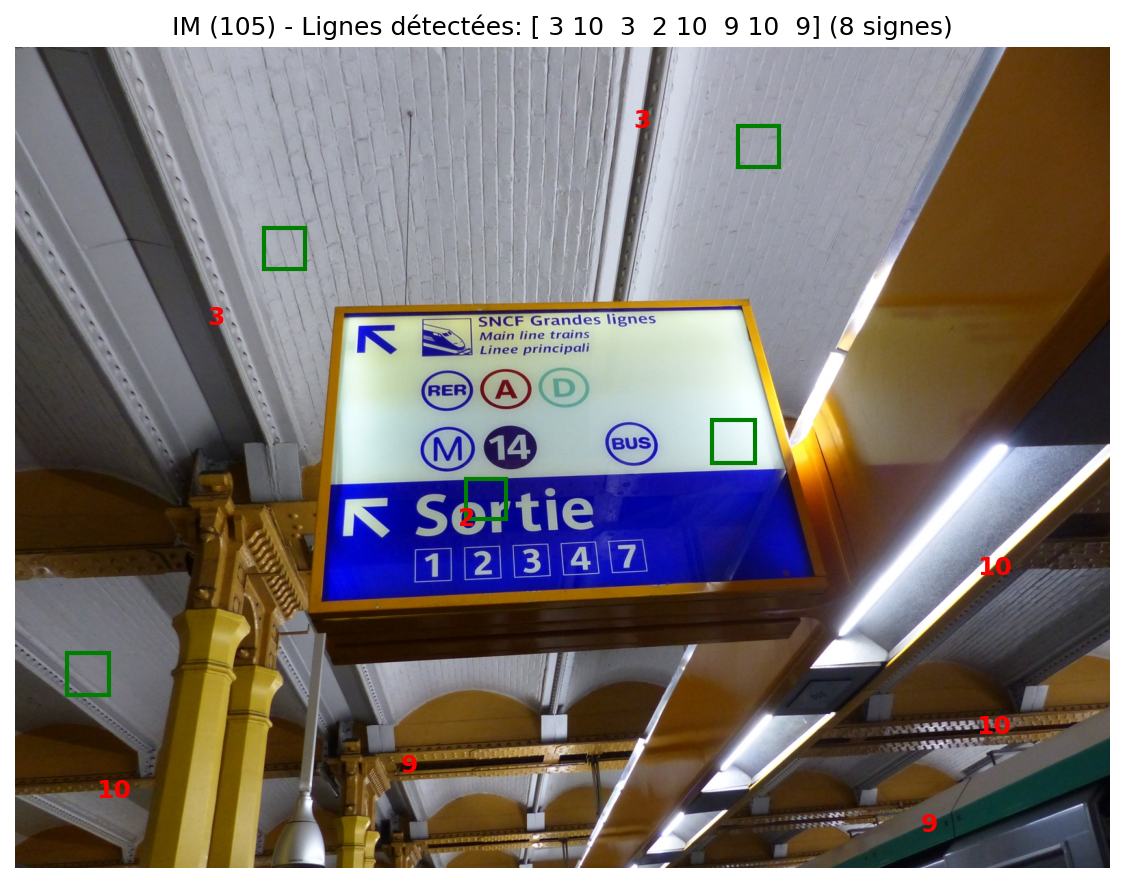 IM (105) - Lignes détectées: [ 3 10  3  2 10  9 10  9] (8 signes)
3
3
SNCF Grandes lignes
Main line trains
Linee principali
RER A D
M 14 BUS
Sortie
2
1 2 3 4 7
10
10
9
10
9